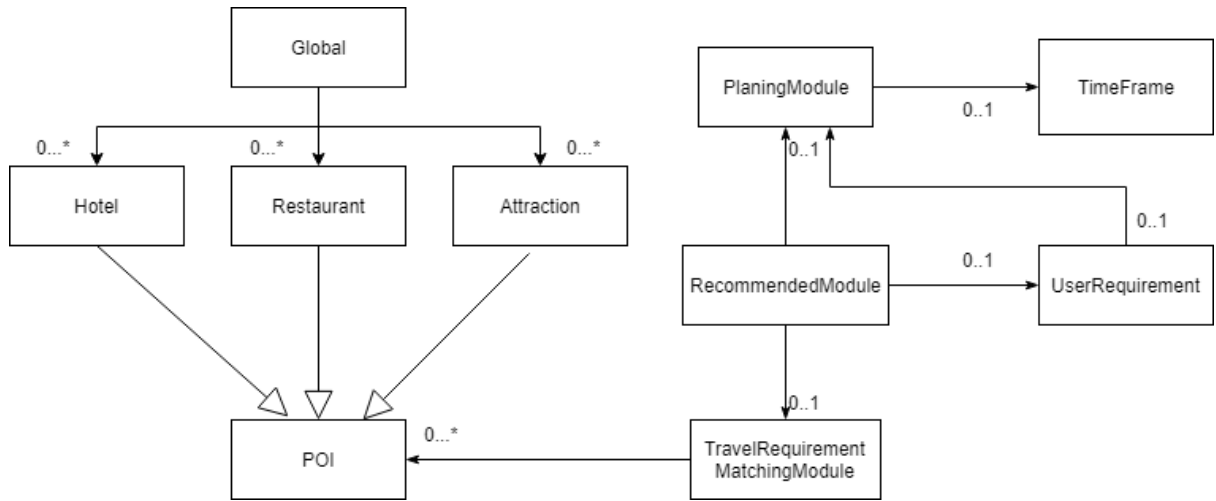 Global
PlaningModule
TimeFrame
0..1
0...*
0...*
0...*
0..1
Hotel
Restaurant
Attraction
0..1
0..1
RecommendedModule
UserRequirement
0..1
0...*
POI
TravelRequirement
MatchingModule